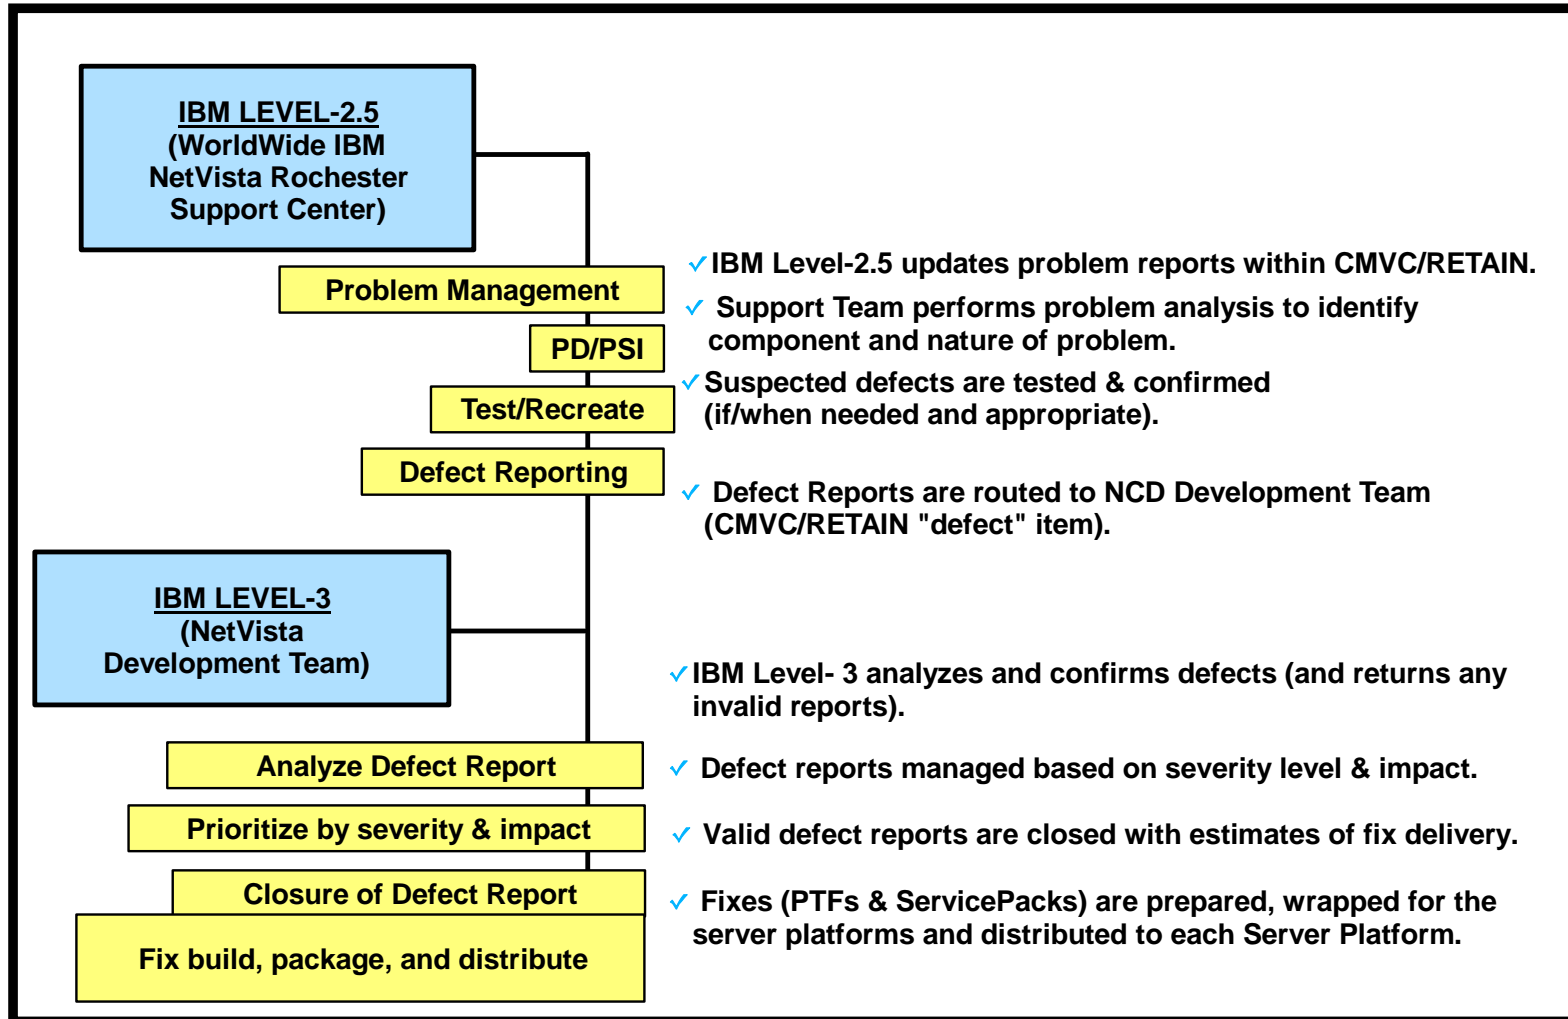 IBM LEVEL-2.5
(WorldWide IBM
NetVista Rochester
Support Center)
Problem Management
PD/PSI
Test/Recreate
Defect Reporting
✓IBM Level-2.5 updates problem reports within CMVC/RETAIN.
✓ Support Team performs problem analysis to identify
component and nature of problem.
✓Suspected defects are tested & confirmed
(if/when needed and appropriate).
✓ Defect Reports are routed to NCD Development Team
(CMVC/RETAIN "defect" item).
IBM LEVEL-3
(NetVista
Development Team)
Analyze Defect Report
Prioritize by severity & impact
Closure of Defect Report
Fix build, package, and distribute
✓IBM Level- 3 analyzes and confirms defects (and returns any
invalid reports).
✓ Defect reports managed based on severity level & impact.
✓ Valid defect reports are closed with estimates of fix delivery.
✓ Fixes (PTFs & ServicePacks) are prepared, wrapped for the
server platforms and distributed to each Server Platform.